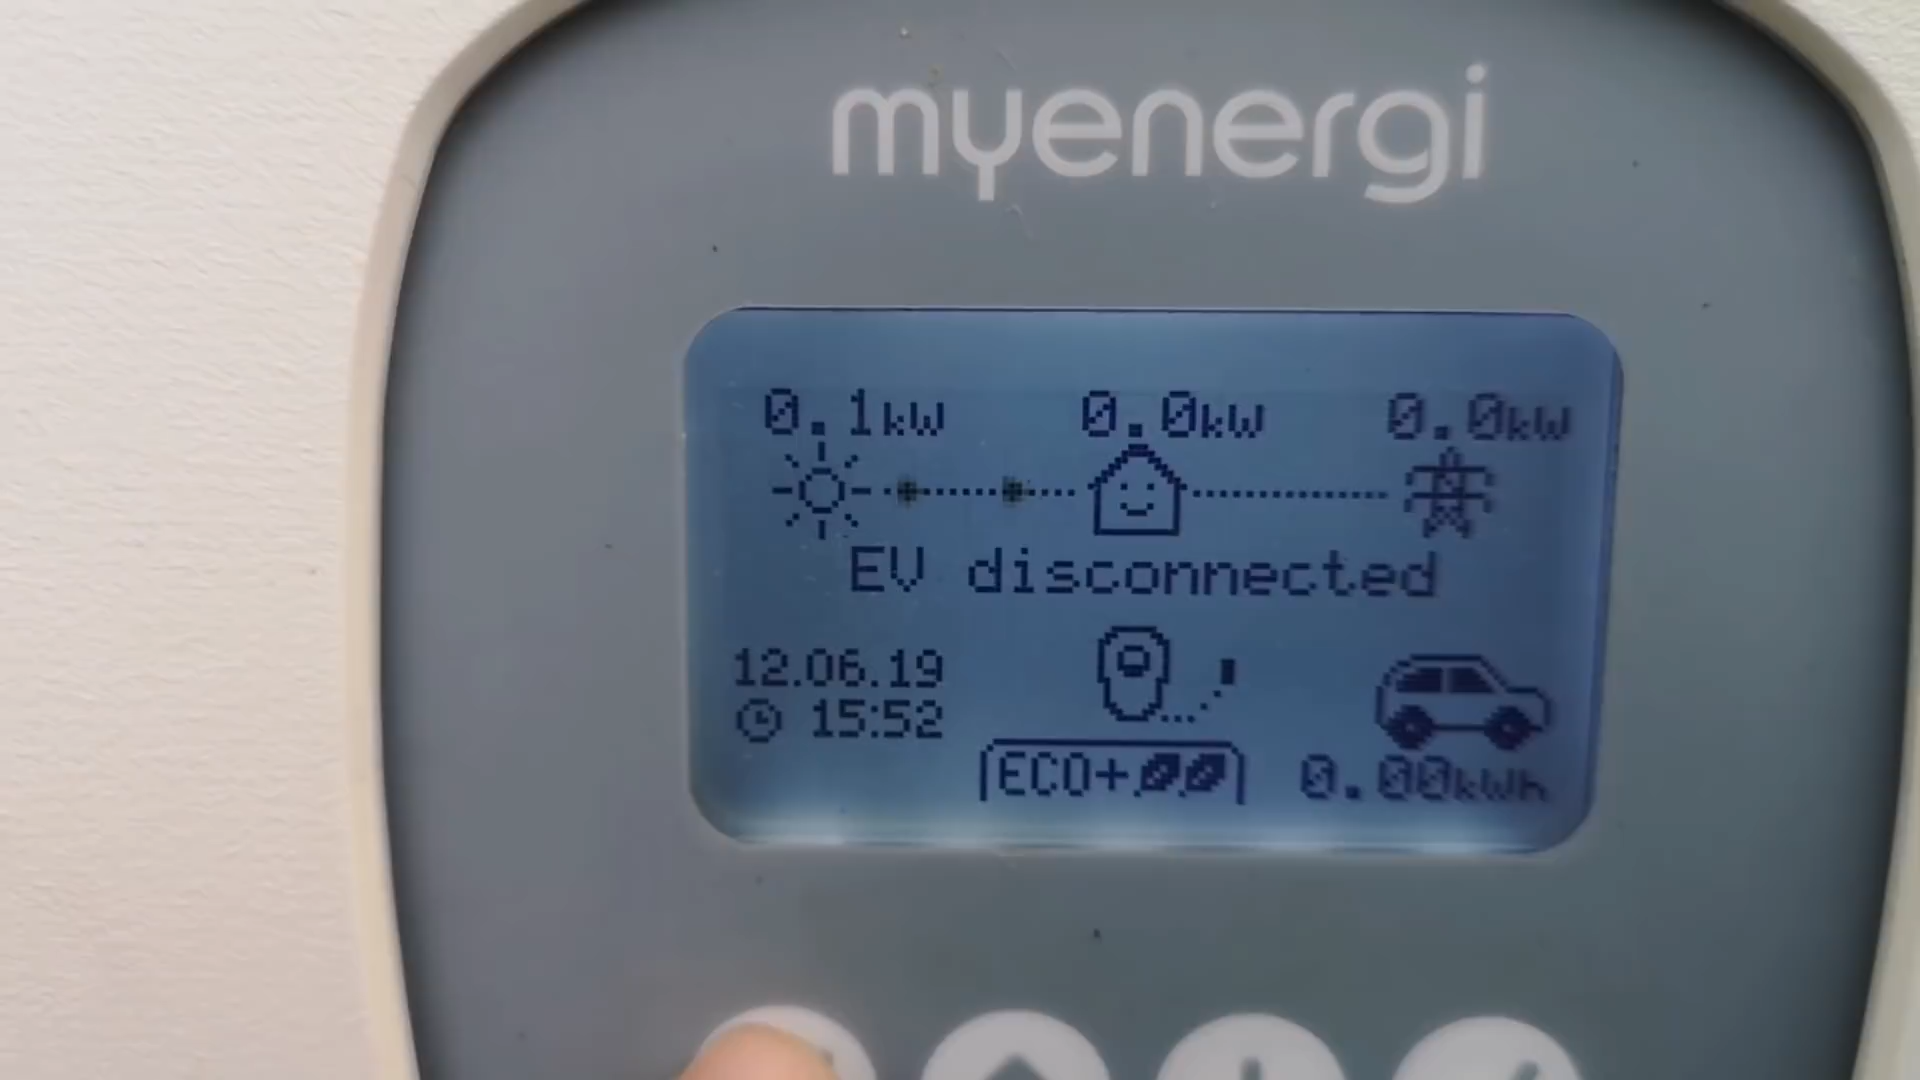 myenergi
0.1kW 0.0kW 0.0kW
EV disconnected
12.06.19
15:52
ECO+
0.00kWh